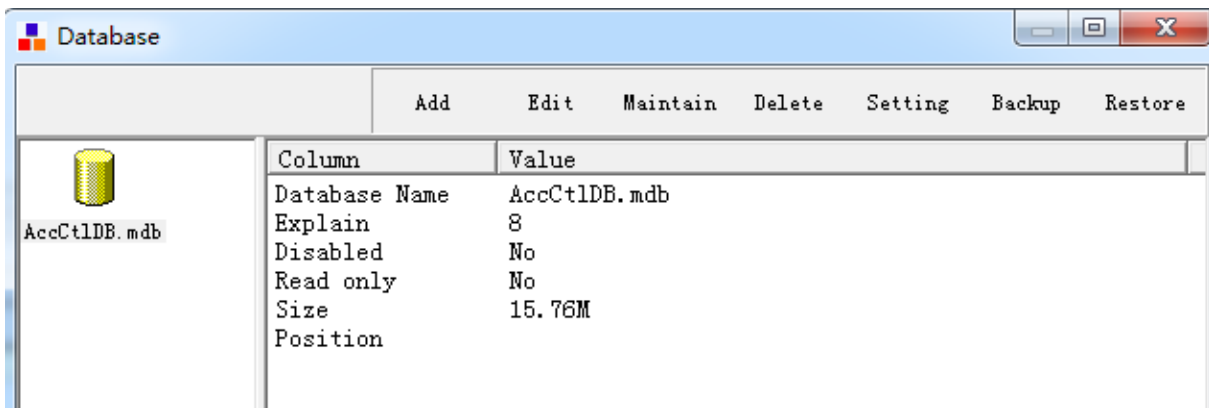 Database
Add Edit Maintain Delete Setting Backup Restore
AccCtlDB.mdb
Column Value
Database Name AccCtlDB.mdb
Explain 8
Disabled No
Read only No
Size 15.76M
Position